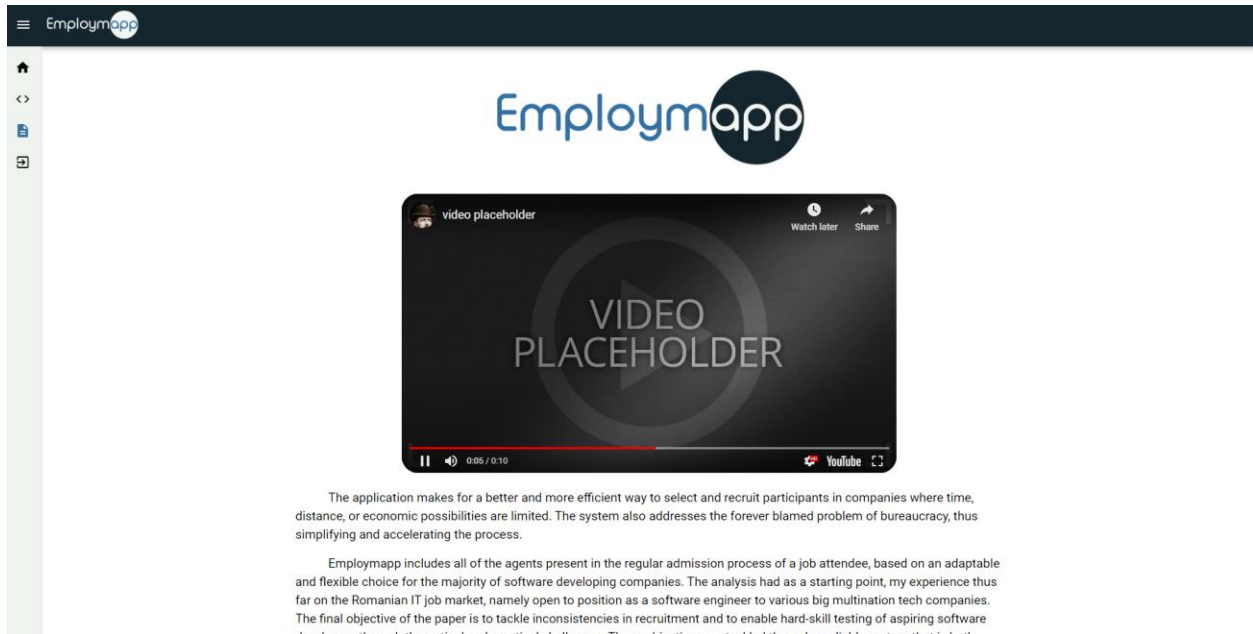 Employmapp
Employmapp
video placeholder
Watch later
Share
VIDEO
PLACEHOLDER
0:05 / 0:10
HD
YouTube
The application makes for a better and more efficient way to select and recruit participants in companies where time,
distance, or economic possibilities are limited. The system also addresses the forever blamed problem of bureaucracy, thus
simplifying and accelerating the process.
Employmapp includes all of the agents present in the regular admission process of a job attendee, based on an adaptable
and flexible choice for the majority of software developing companies. The analysis had as a starting point, my experience thus
far on the Romanian IT job market, namely open to position as a software engineer to various big multination tech companies.
The final objective of the paper is to tackle inconsistencies in recruitment and to enable hard-skill testing of aspiring software